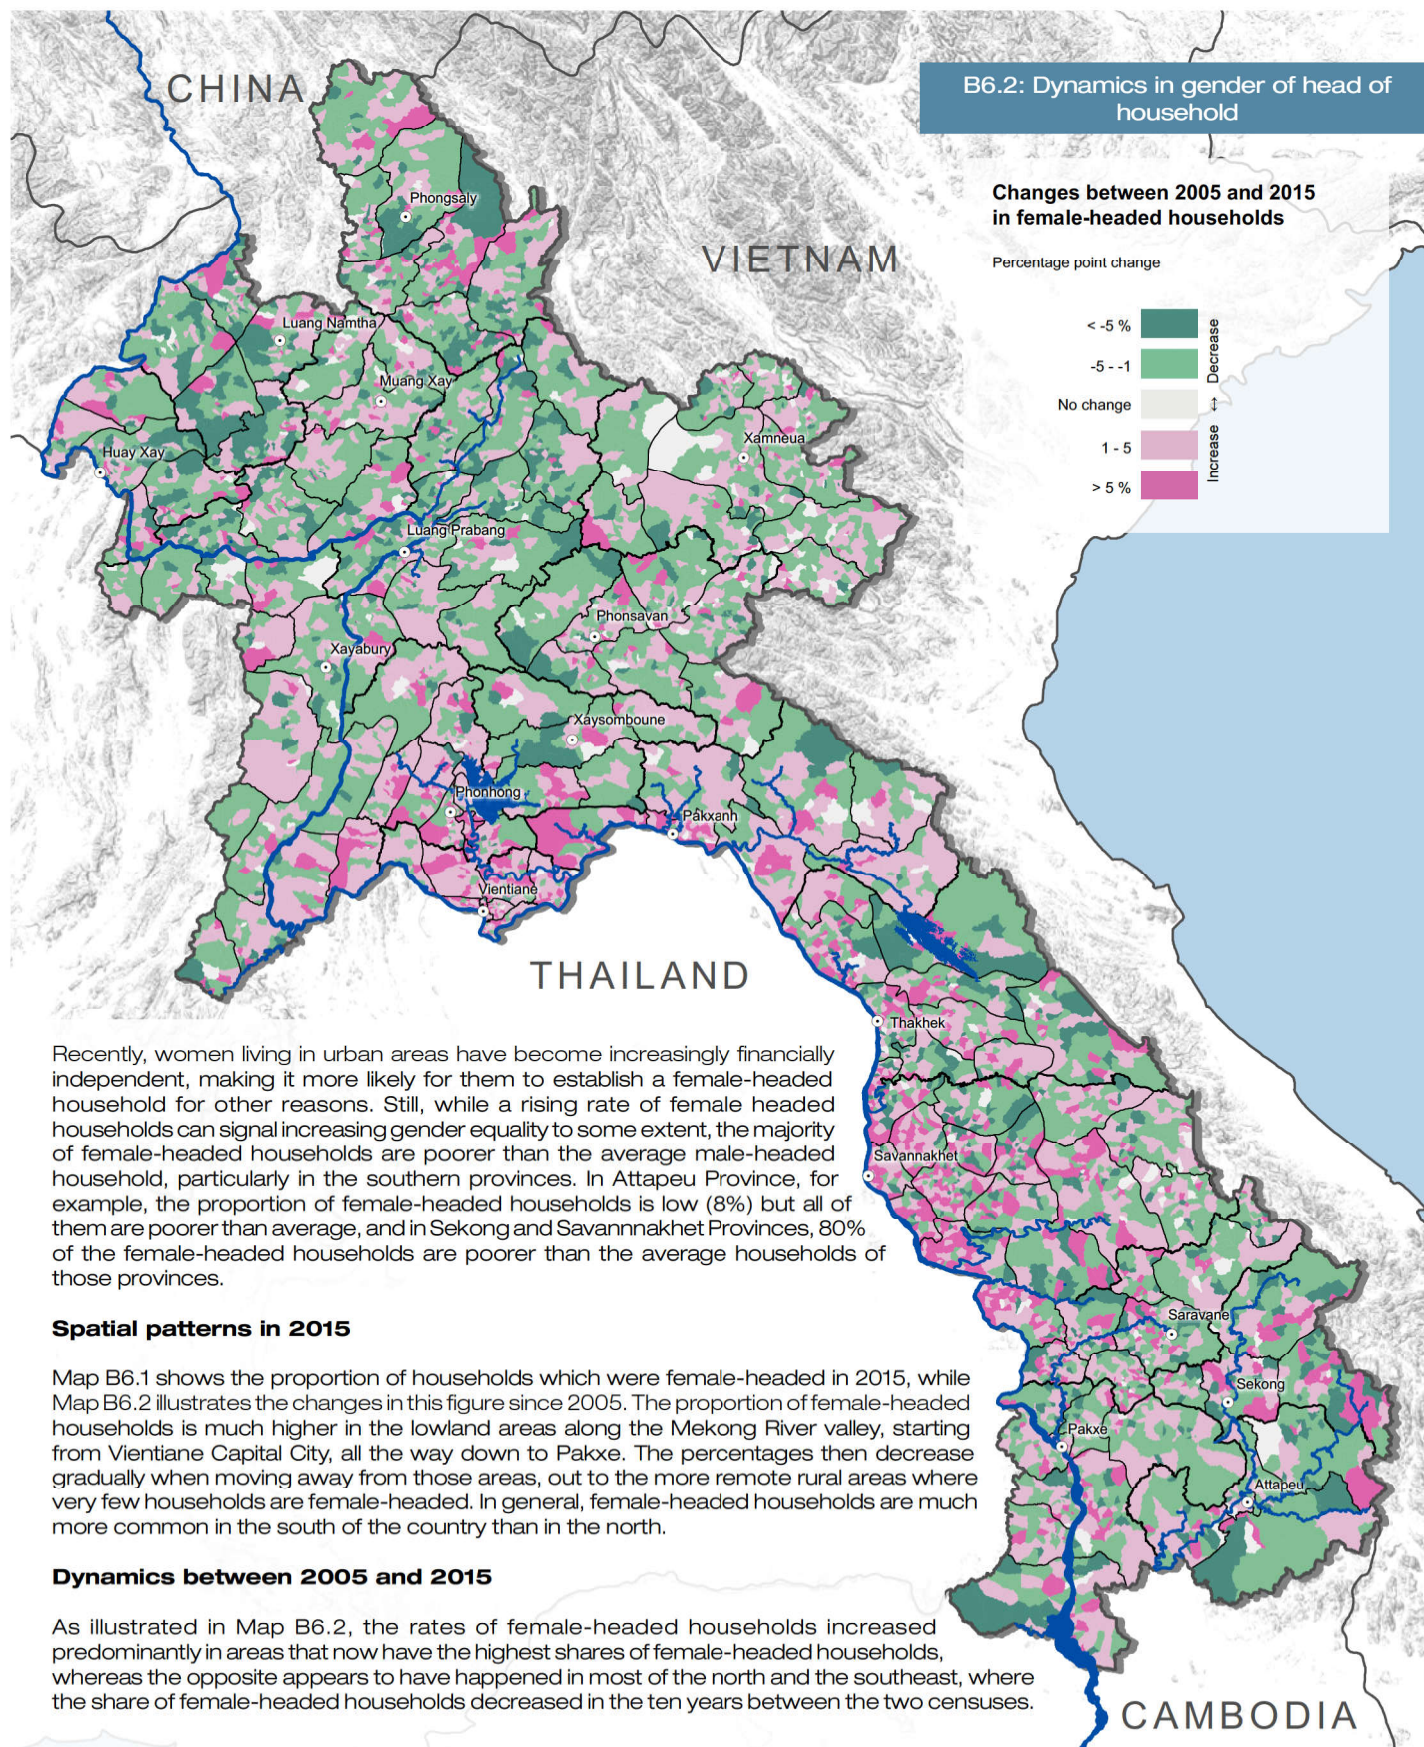 B6.2: Dynamics in gender of head of
household
CHINA
VIETNAM
THAILAND
CAMBODIA
Changes between 2005 and 2015
in female-headed households
Percentage point change
< -5 %
-5 - -1
No change
1 - 5
> 5 %
Decrease
↔
Increase
Phongsaly
Luang Namtha
Muang Xay
Huay Xay
Xamneua
Luang Prabang
Phonsavan
Xayabury
Xaysomboune
Phonhong
Pakxanh
Vientiane
Thakhek
Savannakhet
Saravane
Sekong
Pakxe
Attapeu
Recently, women living in urban areas have become increasingly financially
independent, making it more likely for them to establish a female-headed
household for other reasons. Still, while a rising rate of female headed
households can signal increasing gender equality to some extent, the majority
of female-headed households are poorer than the average male-headed
household, particularly in the southern provinces. In Attapeu Province, for
example, the proportion of female-headed households is low (8%) but all of
them are poorer than average, and in Sekong and Savannnakhet Provinces, 80%
of the female-headed households are poorer than the average households of
those provinces.
Spatial patterns in 2015
Map B6.1 shows the proportion of households which were female-headed in 2015, while
Map B6.2 illustrates the changes in this figure since 2005. The proportion of female-headed
households is much higher in the lowland areas along the Mekong River valley, starting
from Vientiane Capital City, all the way down to Pakxe. The percentages then decrease
gradually when moving away from those areas, out to the more remote rural areas where
very few households are female-headed. In general, female-headed households are much
more common in the south of the country than in the north.
Dynamics between 2005 and 2015
As illustrated in Map B6.2, the rates of female-headed households increased
predominantly in areas that now have the highest shares of female-headed households,
whereas the opposite appears to have happened in most of the north and the southeast, where
the share of female-headed households decreased in the ten years between the two censuses.